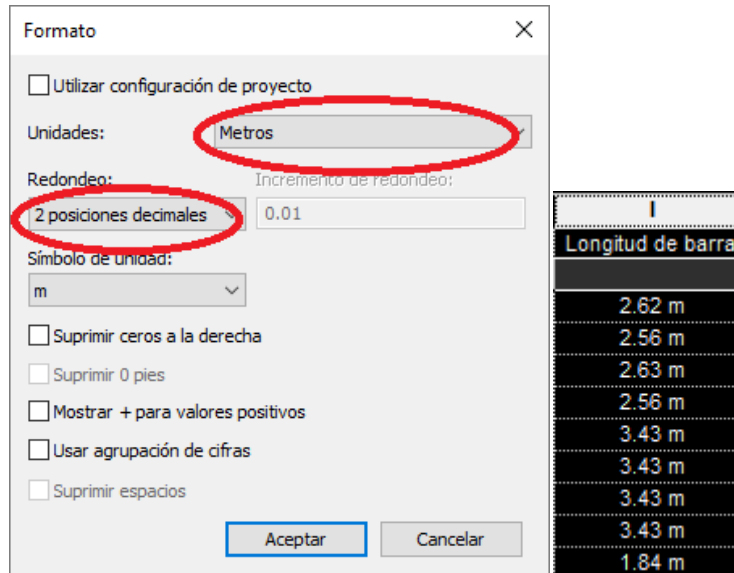 Formato
Utilizar configuración de proyecto
Unidades: Metros
Redondeo: Incremento de redondeo:
2 posiciones decimales 0.01
Símbolo de unidad:
m
Suprimir ceros a la derecha
Suprimir 0 pies
Mostrar + para valores positivos
Usar agrupación de cifras
Suprimir espacios
Aceptar Cancelar
I
Longitud de barra
2.62 m
2.56 m
2.63 m
2.56 m
3.43 m
3.43 m
3.43 m
3.43 m
1.84 m